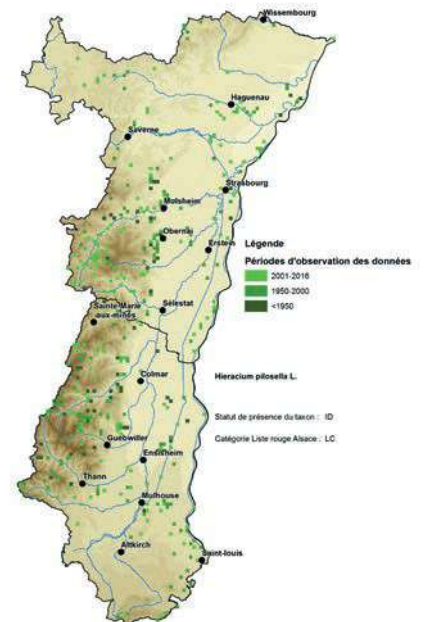 Wissembourg
Haguenau
Saverne
Strasbourg
Molsheim
Obernai
Erstein
Légende
Périodes d'observation des données
2001-2016
1950-2000
<1950
Sélestat
Sainte-Marie
aux-mines
Colmar
Hieracium pilosella L.
Statut de présence du taxon : ID
Catégorie Liste rouge Alsace : LC
Guebwiller
Ensisheim
Thann
Mulhouse
Altkirch
Saint-louis